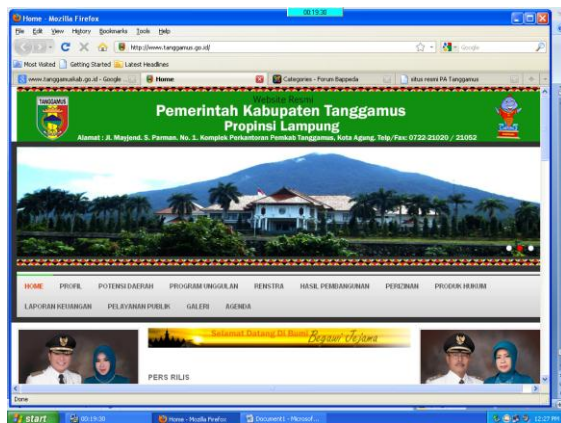 00:19:30
Home - Mozilla Firefox
File Edit View History Bookmarks Tools Help
http://www.tanggamus.go.id/
Google
Most Visited Getting Started Latest Headlines
www.tanggamuskab.go.id - Google ... Home Categories - Forum Bappeda situs resmi PA Tanggamus
TANGGAMUS
Website Resmi
Pemerintah Kabupaten Tanggamus
Propinsi Lampung
Alamat : Jl. Mayjend. S. Parman. No. 1. Komplek Perkantoran Pemkab Tanggamus, Kota Agung. Telp/Fax: 0722-21020 / 21052
HOME PROFIL POTENSI DAERAH PROGRAM UNGGULAN RENSTRA HASIL PEMBANGUNAN PERIZINAN PRODUK HUKUM
LAPORAN KEUANGAN PELAYANAN PUBLIK GALERI AGENDA
Selamat Datang Di Bumi Begawi Jejama
PERS RILIS
Done
start 00:19:30 Home - Mozilla Firefox Document1 - Microsof... 12:27 PM